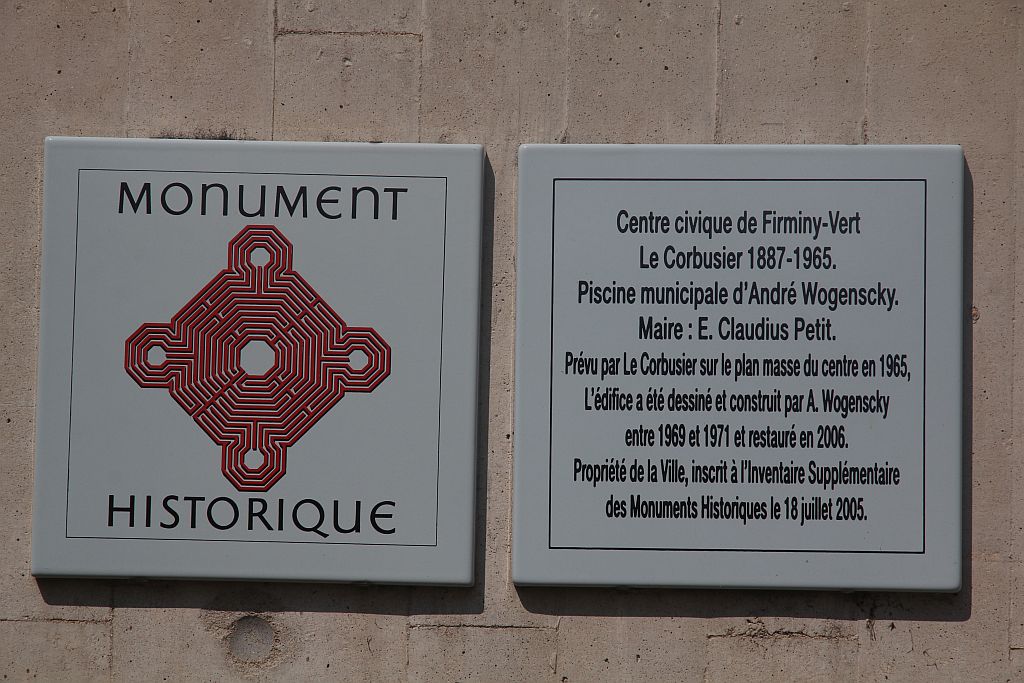 MONUMENT
HISTORIQUE
Centre civique de Firminy-Vert
Le Corbusier 1887-1965.
Piscine municipale d'André Wogenscky.
Maire : E. Claudius Petit.
Prévu par Le Corbusier sur le plan masse du centre en 1965,
L'édifice a été dessiné et construit par A. Wogenscky
entre 1969 et 1971 et restauré en 2006.
Propriété de la Ville, inscrit à l'Inventaire Supplémentaire
des Monuments Historiques le 18 juillet 2005.